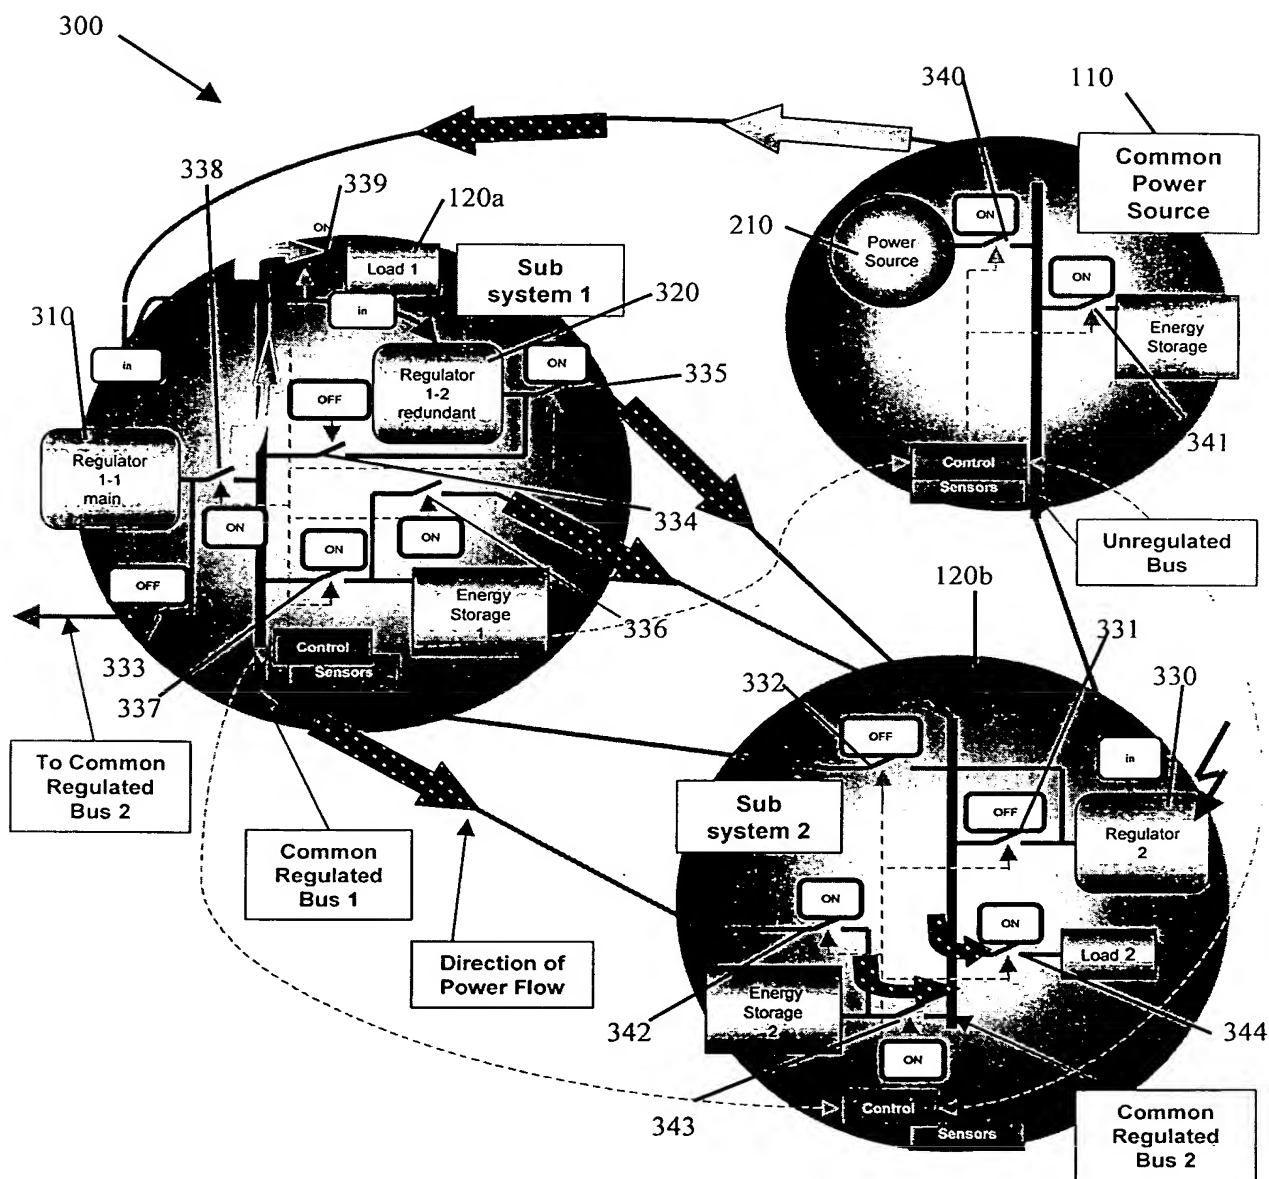 300
340
110
Common
Power
Source
338
339
120a
ON
210
Power
Source
ON
ON
Load 1
Sub
system 1
310
in
320
Energy
Storage
in
Regulator
1-2
redundant
ON
335
OFF
341
Regulator
1-1
main
Control
Sensors
ON
334
ON
ON
Unregulated
Bus
OFF
Energy
Storage
1
336
120b
331
333
Control
Sensors
337
332
330
OFF
in
To Common
Regulated
Bus 2
Sub
system 2
OFF
Regulator
2
Common
Regulated
Bus 1
ON
ON
Direction of
Power Flow
Load 2
Energy
Storage
2
342
344
ON
343
Control
Sensors
Common
Regulated
Bus 2